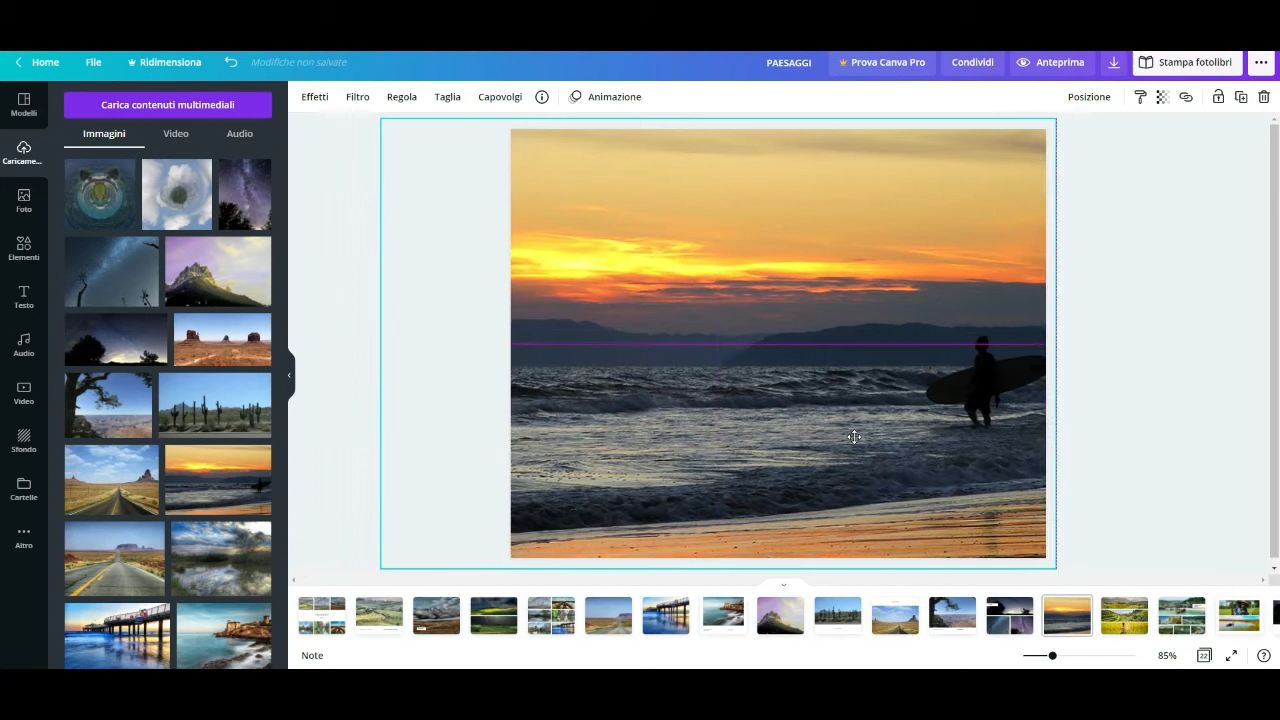 Home File Ridimensiona Modifiche non salvate PAESAGGI Prova Canva Pro Condividi Anteprima Stampa fotolibri
Effetti Filtro Regola Taglia Capovolgi Animazione Posizione
Modelli
Caricame...
Foto
Elementi
Testo
Audio
Video
Sfondo
Cartelle
Altro
Carica contenuti multimediali
Immagini Video Audio
Note 85% 22